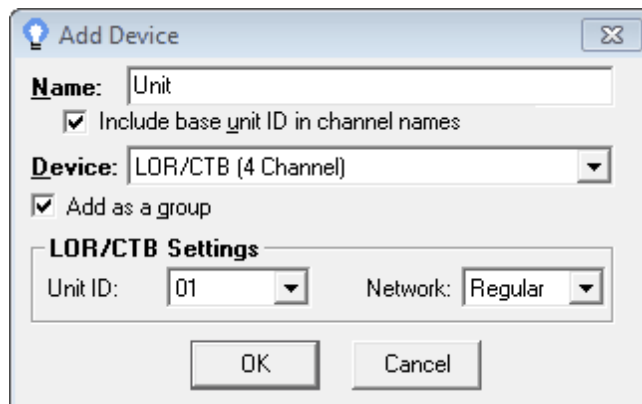 Add Device
Name: Unit
Include base unit ID in channel names
Device: LOR/CTB (4 Channel)
Add as a group
LOR/CTB Settings
Unit ID: 01 Network: Regular
OK Cancel